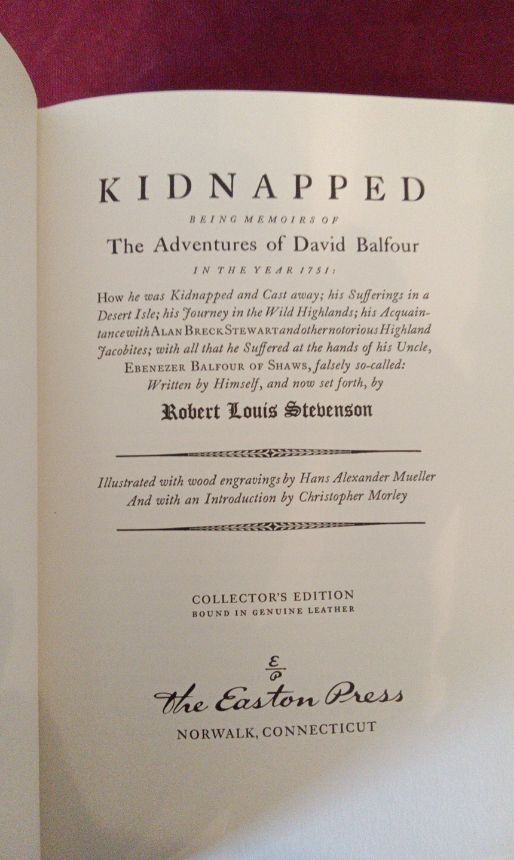 KIDNAPPED
BEING MEMOIRS OF
The Adventures of David Balfour
IN THE YEAR 1751:
How he was Kidnapped and Cast away; his Sufferings in a
Desert Isle; his Journey in the Wild Highlands; his Acquain-
tance with ALAN BRECK STEWART and other notorious Highland
Jacobites; with all that he Suffered at the hands of his Uncle,
EBENEZER BALFOUR OF SHAWS, falsely so-called:
Written by Himself, and now set forth, by
Robert Louis Stevenson
Illustrated with wood engravings by Hans Alexander Mueller
And with an Introduction by Christopher Morley
COLLECTOR'S EDITION
BOUND IN GENUINE LEATHER
E
P
the Easton Press
NORWALK, CONNECTICUT